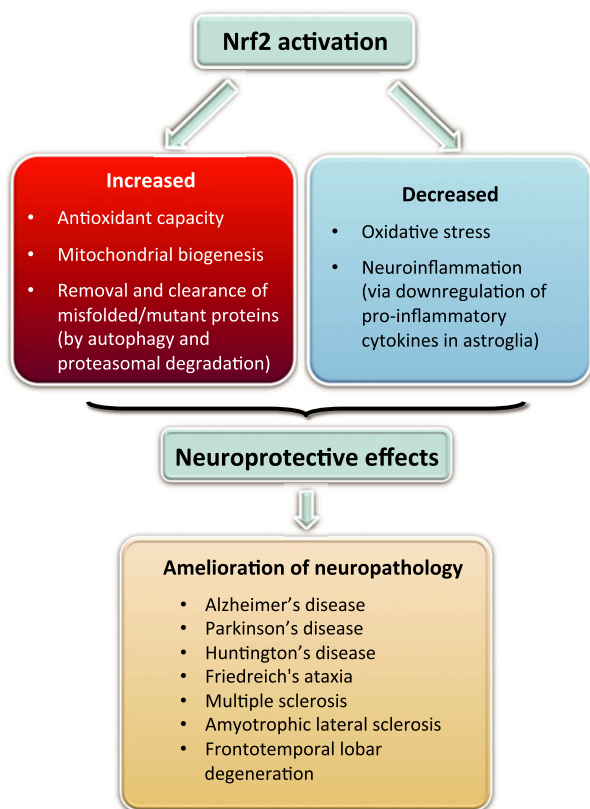 Nrf2 activation
Increased
• Antioxidant capacity
• Mitochondrial biogenesis
• Removal and clearance of
misfolded/mutant proteins
(by autophagy and
proteasomal degradation)
Decreased
• Oxidative stress
• Neuroinflammation
(via downregulation of
pro-inflammatory
cytokines in astroglia)
Neuroprotective effects
Amelioration of neuropathology
• Alzheimer’s disease
• Parkinson’s disease
• Huntington’s disease
• Friedreich's ataxia
• Multiple sclerosis
• Amyotrophic lateral sclerosis
• Frontotemporal lobar
degeneration